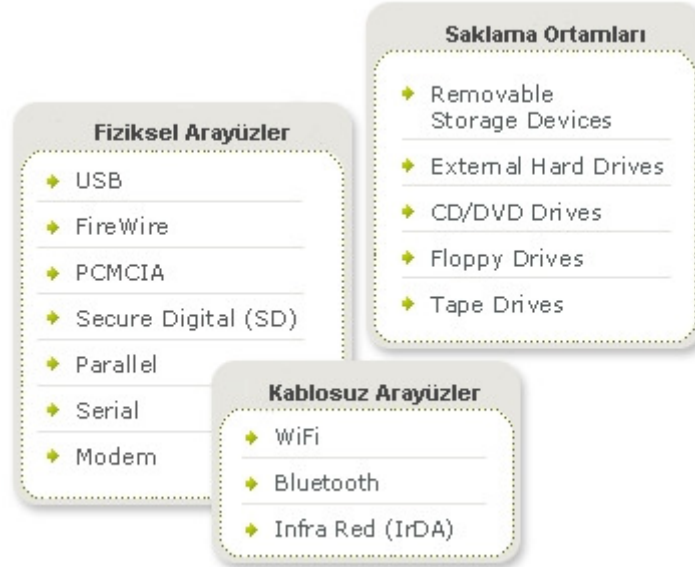 Fiziksel Arayüzler
USB
FireWire
PCMCIA
Secure Digital (SD)
Parallel
Serial
Modem
Saklama Ortamları
Removable
Storage Devices
External Hard Drives
CD/DVD Drives
Floppy Drives
Tape Drives
Kablosuz Arayüzler
WiFi
Bluetooth
Infra Red (IrDA)